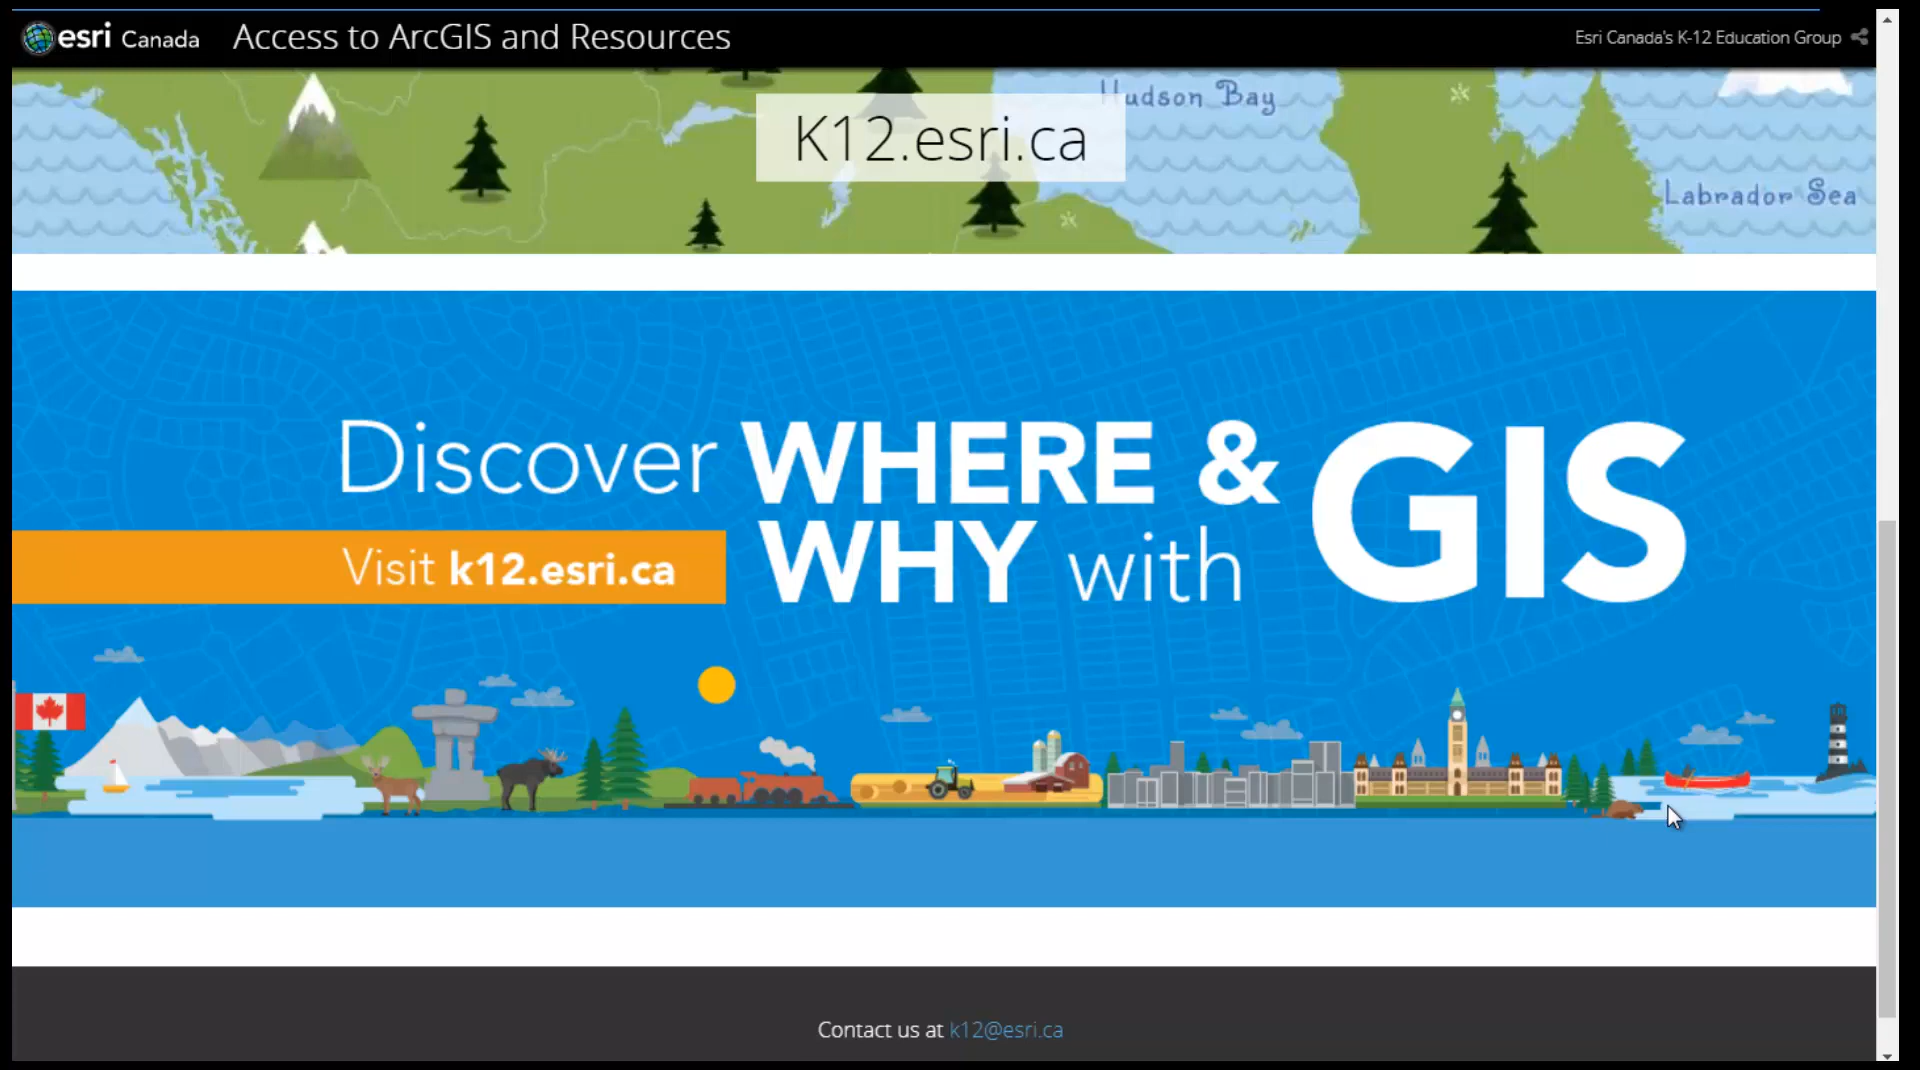 esri Canada Access to ArcGIS and Resources
Esri Canada's K-12 Education Group
Hudson Bay
K12.esri.ca
Labrador Sea
Discover WHERE &
WHY with GIS
Visit k12.esri.ca
Contact us at k12@esri.ca